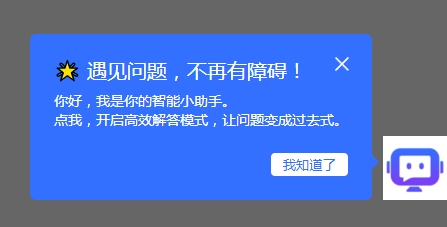 遇见问题，不再有障碍！
你好，我是你的智能小助手。
点我，开启高效解答模式，让问题变成过去式。
我知道了